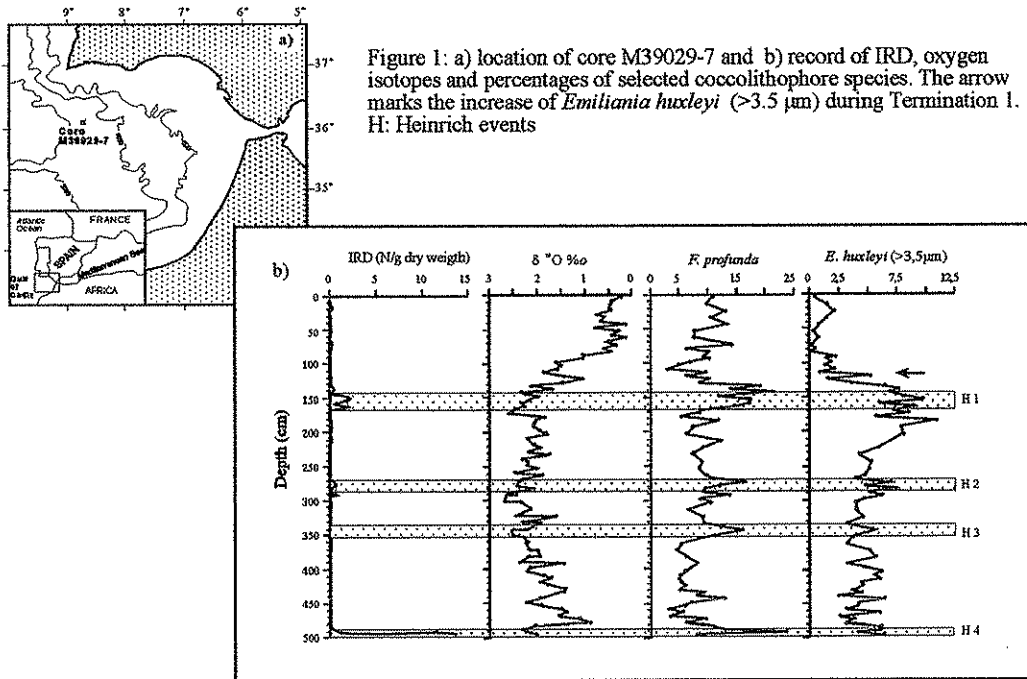 9° 8° 7° 6° 5°
a)
37°
36°
35°
Core
M39029-7
Atlantic
Ocean
FRANCE
SPAIN
Mediterranean Sea
AFRICA
Figure 1: a) location of core M39029-7 and b) record of IRD, oxygen
isotopes and percentages of selected coccolithophore species. The arrow
marks the increase of Emiliania huxleyi (>3.5 µm) during Termination 1.
H: Heinrich events
b)
IRD (N/g dry weigth) δ ¹⁸O %o F. profunda E. huxleyi (>3,5µm)
0 5 10 15 3 2 1 0 0 5 15 25 0 2,5 7,5 12,5
Depth (cm)
0
50
100
150
200
250
300
350
400
450
500
H 1
H 2
H 3
H 4